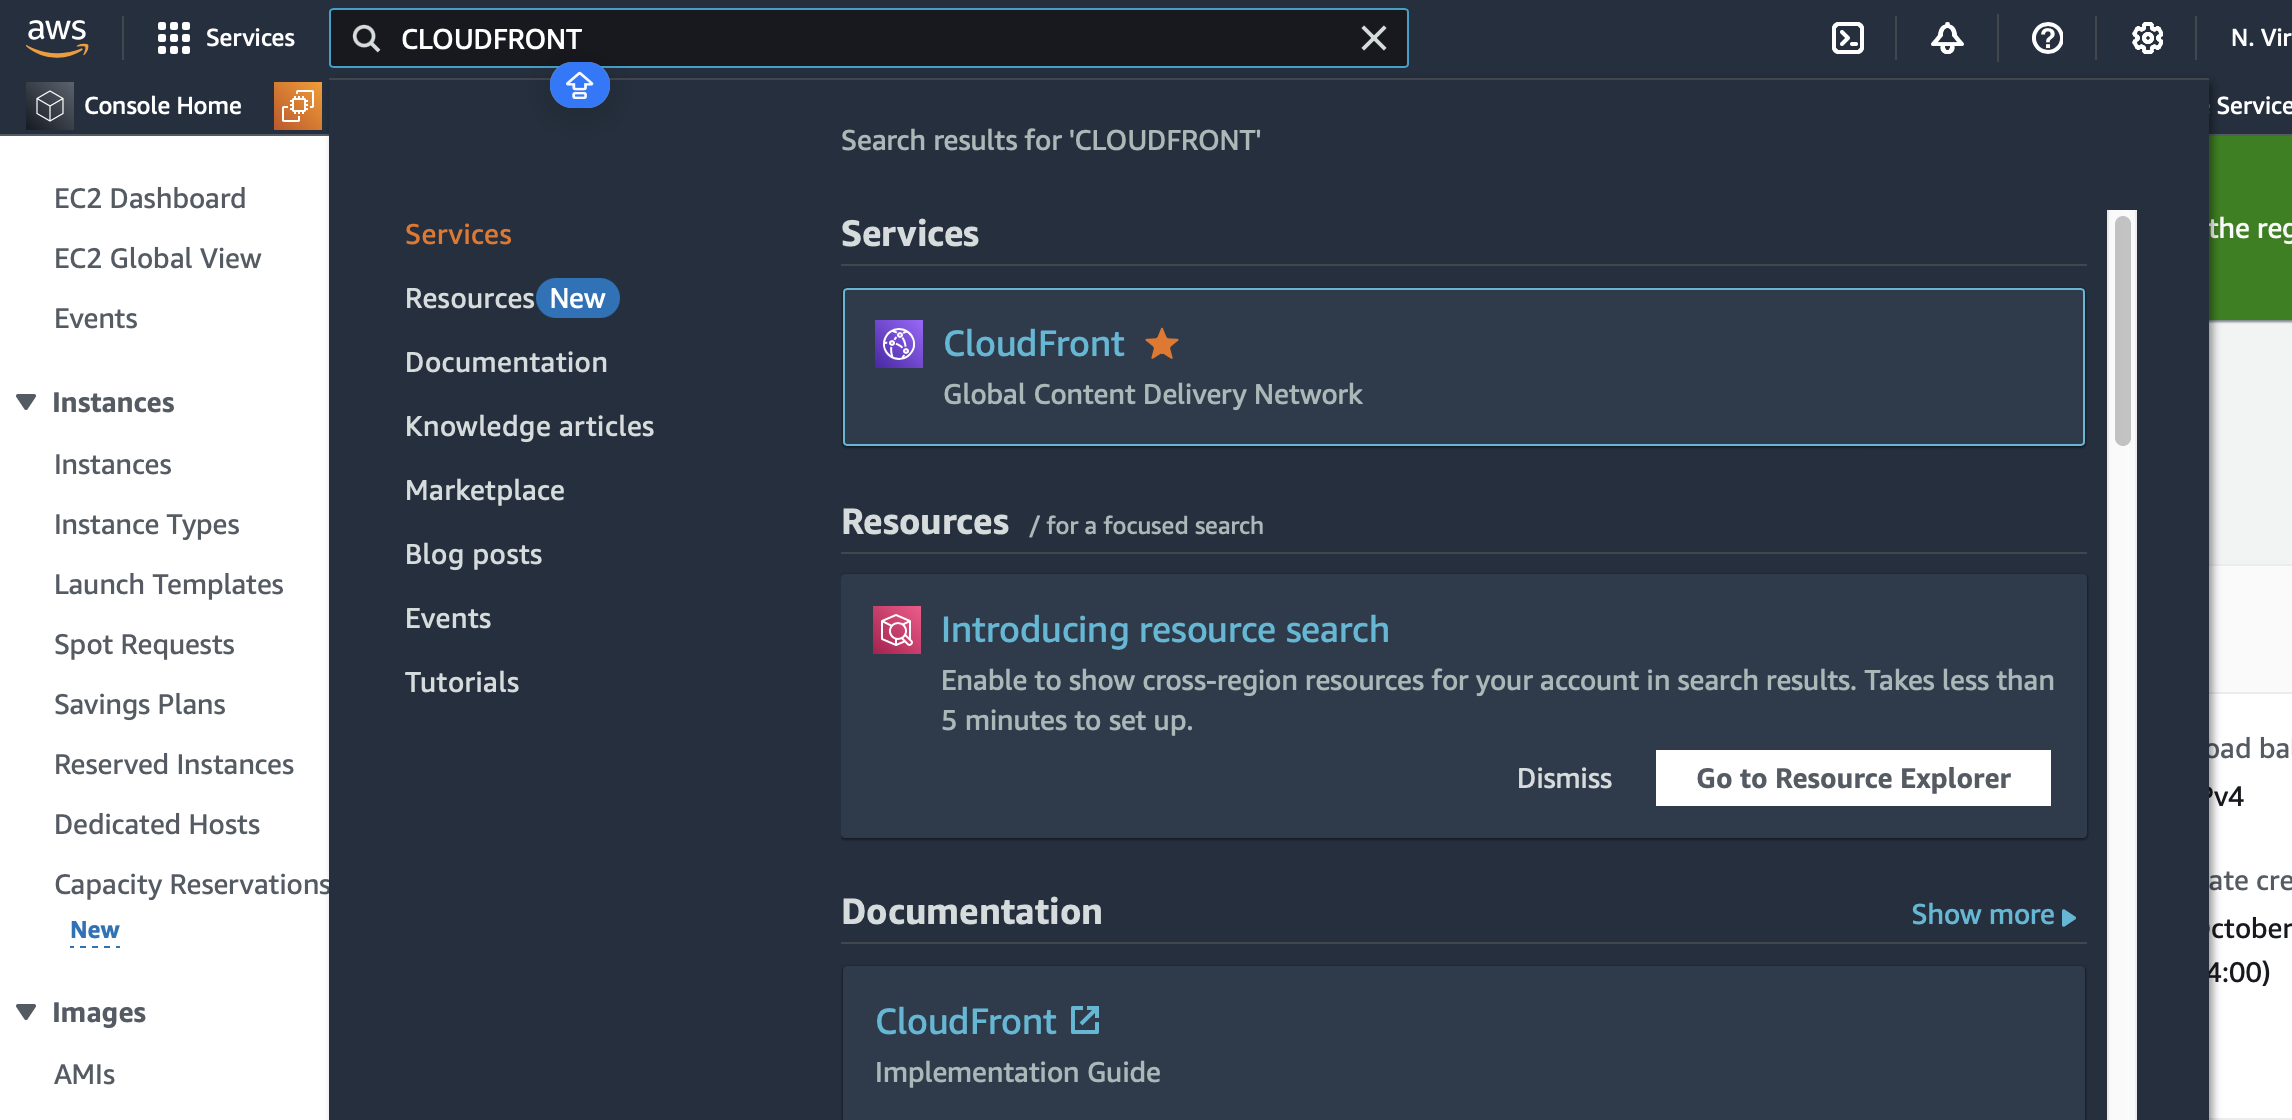 aws
Services
CLOUDFRONT
N. Vir
Console Home
Service
Search results for 'CLOUDFRONT'
EC2 Dashboard
EC2 Global View
Events
Instances
Instances
Instance Types
Launch Templates
Spot Requests
Savings Plans
Reserved Instances
Dedicated Hosts
Capacity Reservations
New
Images
AMIs
Services
Resources New
Documentation
Knowledge articles
Marketplace
Blog posts
Events
Tutorials
Services
CloudFront
Global Content Delivery Network
Resources / for a focused search
Introducing resource search
Enable to show cross-region resources for your account in search results. Takes less than
5 minutes to set up.
Dismiss
Go to Resource Explorer
Documentation
Show more
CloudFront
Implementation Guide
the reg
oad ba
Pv4
ate cre
ctober
4:00)